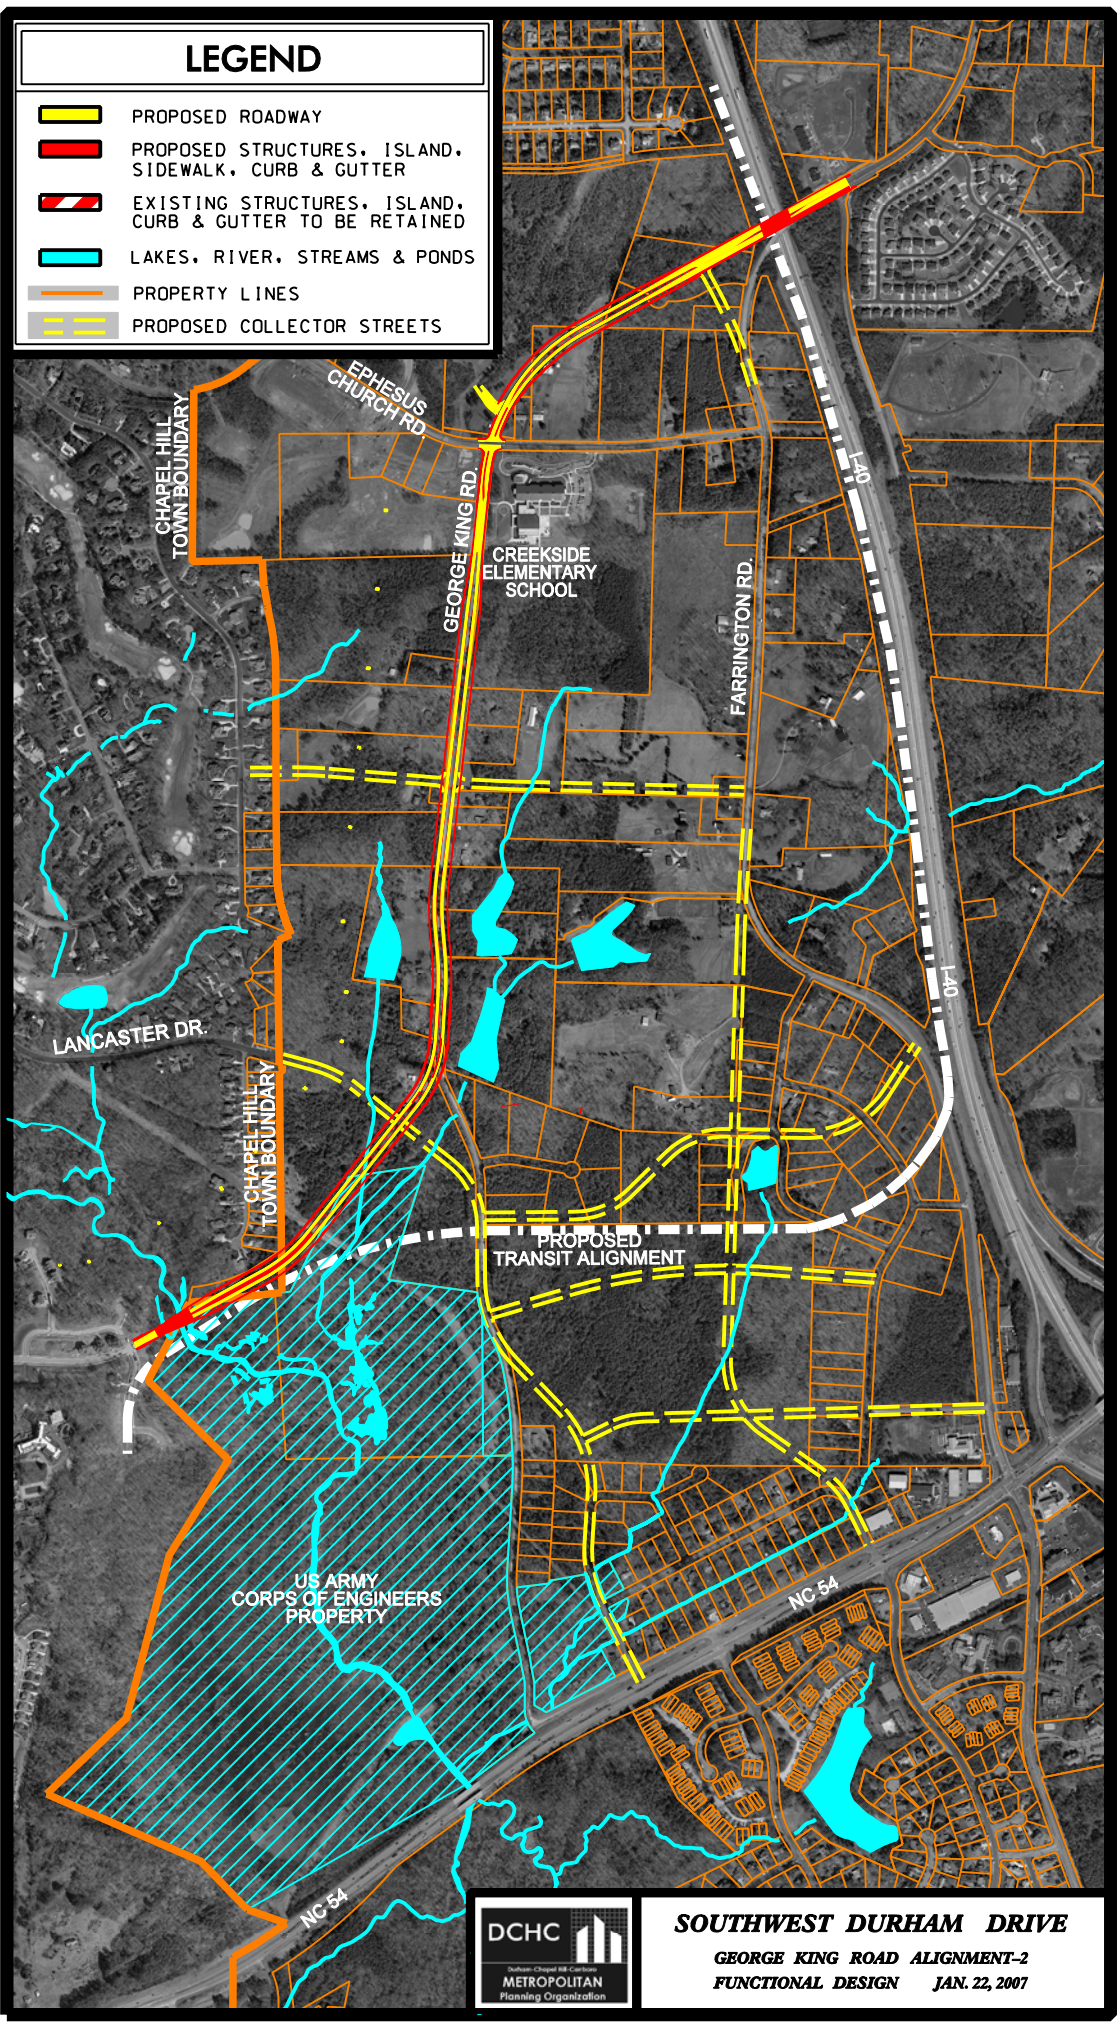 LEGEND
PROPOSED ROADWAY
PROPOSED STRUCTURES, ISLAND,
SIDEWALK, CURB & GUTTER
EXISTING STRUCTURES, ISLAND,
CURB & GUTTER TO BE RETAINED
LAKES, RIVER, STREAMS & PONDS
PROPERTY LINES
PROPOSED COLLECTOR STREETS
EPHESUS
CHURCH RD.
CHAPEL HILL
TOWN BOUNDARY
I-40
GEORGE KING RD.
CREEKSIDE
ELEMENTARY
SCHOOL
FARRINGTON RD.
I-40
LANCASTER DR.
CHAPEL HILL
TOWN BOUNDARY
PROPOSED
TRANSIT ALIGNMENT
US ARMY
CORPS OF ENGINEERS
PROPERTY
NC 54
NC 54
DCHC
Durham-Chapel Hill-Carrboro
METROPOLITAN
Planning Organization
SOUTHWEST DURHAM DRIVE
GEORGE KING ROAD ALIGNMENT-2
FUNCTIONAL DESIGN JAN. 22, 2007